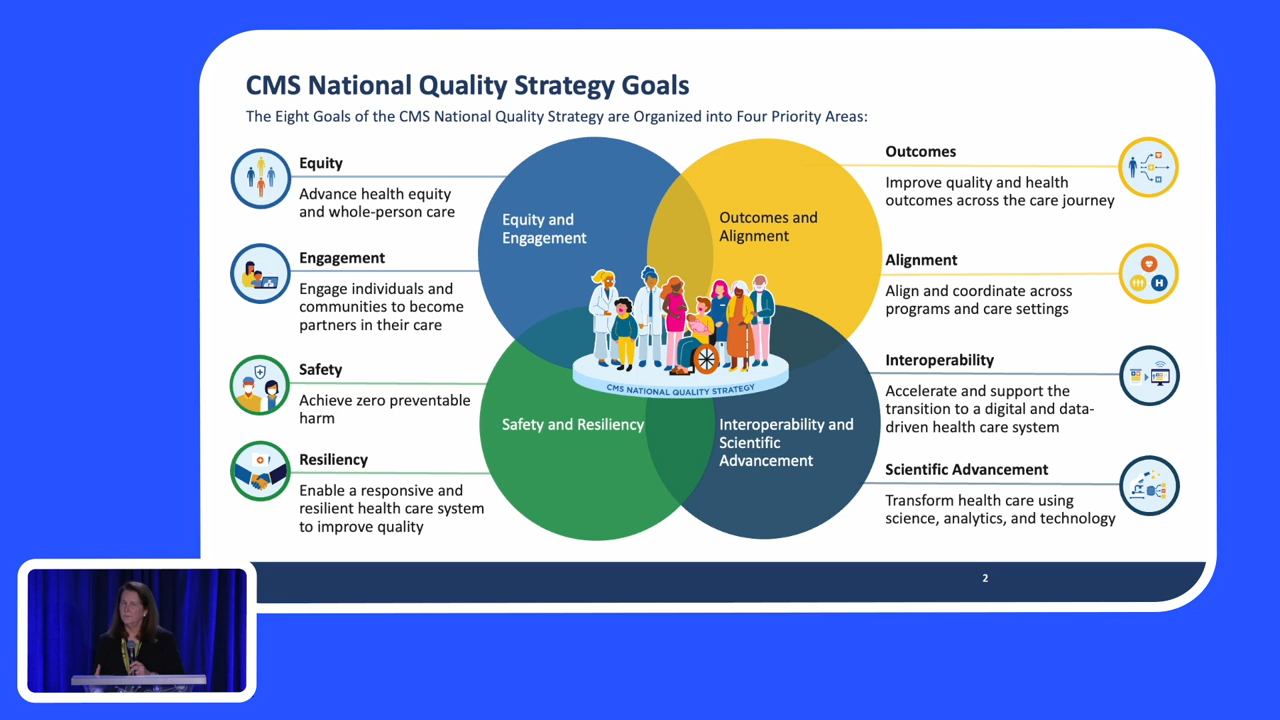 CMS National Quality Strategy Goals
The Eight Goals of the CMS National Quality Strategy are Organized into Four Priority Areas:
Equity
Advance health equity
and whole-person care
Engagement
Engage individuals and
communities to become
partners in their care
Safety
Achieve zero preventable
harm
Resiliency
Enable a responsive and
resilient health care system
to improve quality
Equity and
Engagement
Outcomes and
Alignment
CMS NATIONAL QUALITY STRATEGY
Safety and Resiliency
Interoperability and
Scientific
Advancement
Outcomes
Improve quality and health
outcomes across the care journey
Alignment
Align and coordinate across
programs and care settings
H
Interoperability
Accelerate and support the
transition to a digital and data-
driven health care system
Scientific Advancement
Transform health care using
science, analytics, and technology
2